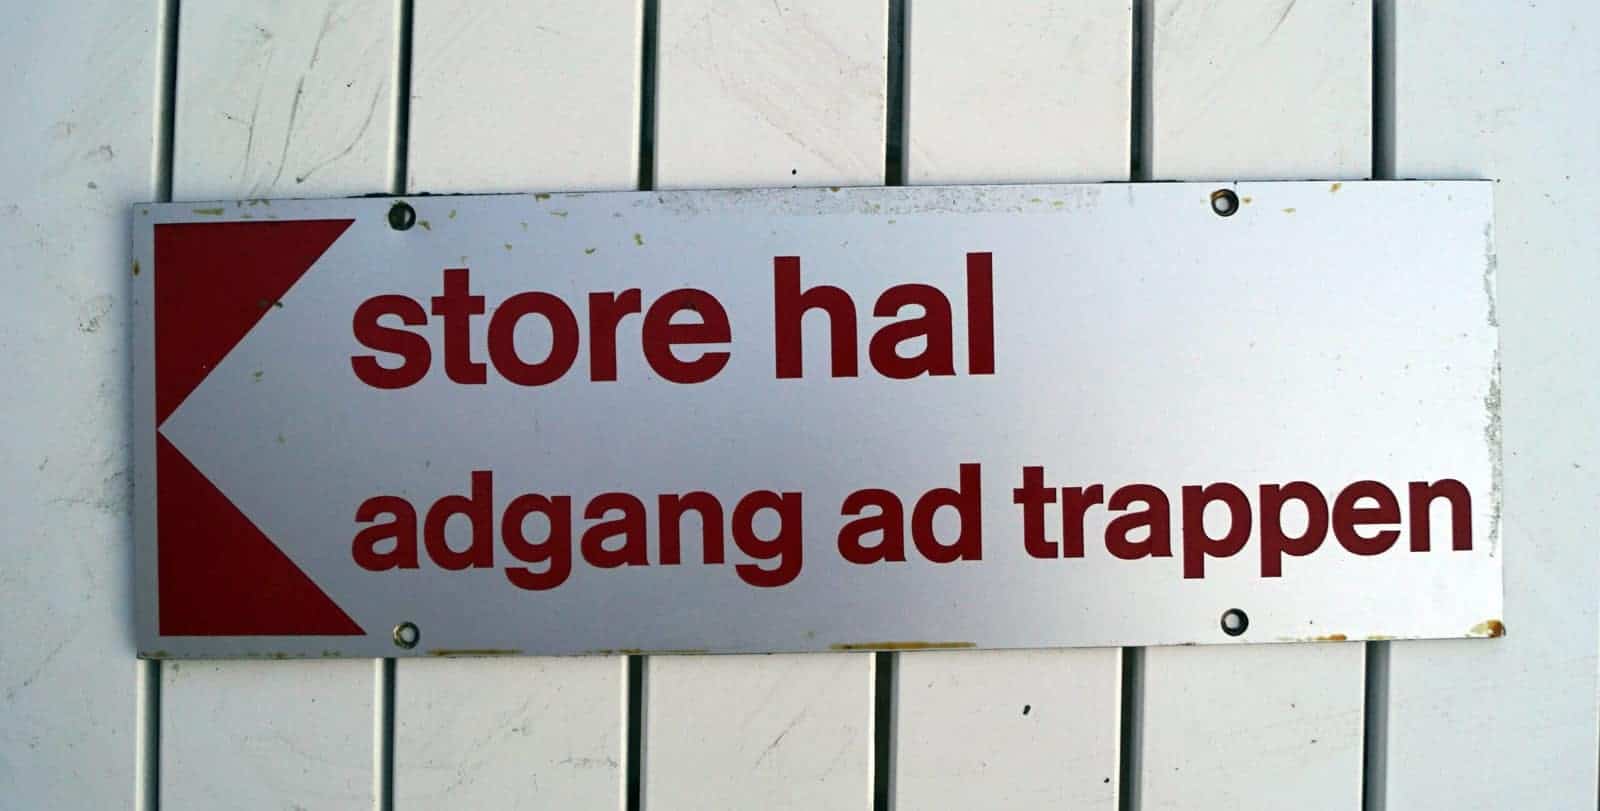 store hal
adgang ad trappen